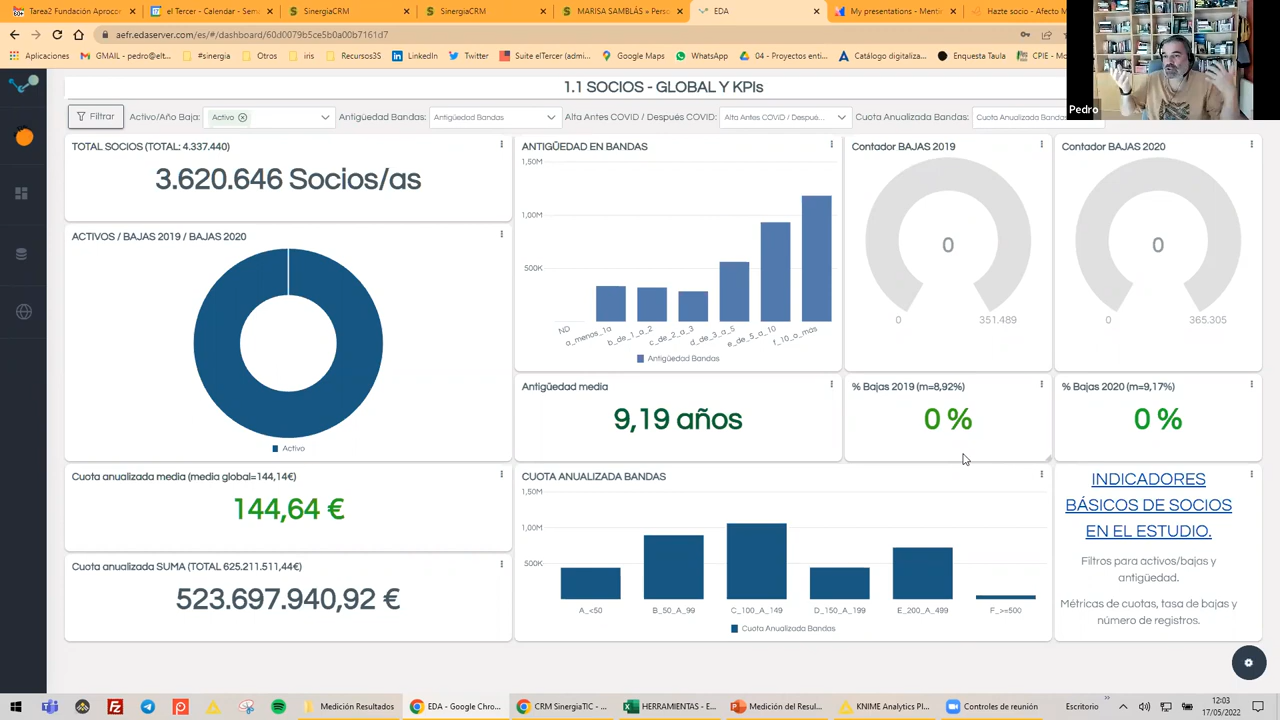 Tarea2 Fundación Aprocor
el Tercer - Calendar - Sema
SinergiaCRM
SinergiaCRM
MARISA SAMBLÁS » Person
EDA
My presentations - Mentim
Hazte socio - Afecto M
aefr.edaserver.com/es/#/dashboard/60d0079b5ce5b0a00b7161d7
Aplicaciones
GMAIL - pedro@elt...
#sinergia
Otros
iris
RecursosSS
LinkedIn
Twitter
Suite elTercer (admi...
Google Maps
WhatsApp
04 - Proyectos enti...
Catálogo digitaliza...
Enquesta Taula
CPIE - M
Pedro
1.1 SOCIOS - GLOBAL Y KPIs
Filtrar
Activo/Año Baja:
Activo
Antigüedad Bandas:
Antigüedad Bandas
Alta Antes COVID / Después COVID:
Alta Antes COVID / Despué...
Cuota Anualizada Bandas:
Cuota Anualizada Bandas
TOTAL SOCIOS (TOTAL: 4.337.440)
3.620.646 Socios/as
ACTIVOS / BAJAS 2019 / BAJAS 2020
Activo
Cuota anualizada media (media global=144,14€)
144,64 €
Cuota anualizada SUMA (TOTAL 625.211.511,44€)
523.697.940,92 €
ANTIGÜEDAD EN BANDAS
1,50M
1,00M
500K
ND
a_menos_1a
b_de_1_a_2
c_de_2_a_3
d_de_3_a_5
e_de_5_a_10
f_10_o_mas
Antigüedad Bandas
Antigüedad media
9,19 años
Contador BAJAS 2019
0
0
351.489
Contador BAJAS 2020
0
0
365.305
% Bajas 2019 (m=8,92%)
0 %
% Bajas 2020 (m=9,17%)
0 %
CUOTA ANUALIZADA BANDAS
1,50M
1,00M
500K
A_<50
B_50_A_99
C_100_A_149
D_150_A_199
E_200_A_499
F_>=500
Cuota Anualizada Bandas
INDICADORES
BÁSICOS DE SOCIOS
EN EL ESTUDIO.
Filtros para activos/bajas y
antigüedad.
Métricas de cuotas, tasa de bajas y
número de registros.
Medición Resultados
EDA - Google Chro...
CRM SinergiaTIC - ...
HERRAMIENTAS - E...
Medición del Resul...
KNIME Analytics Pl...
Controles de reunión
Escritorio
12:03
17/05/2022